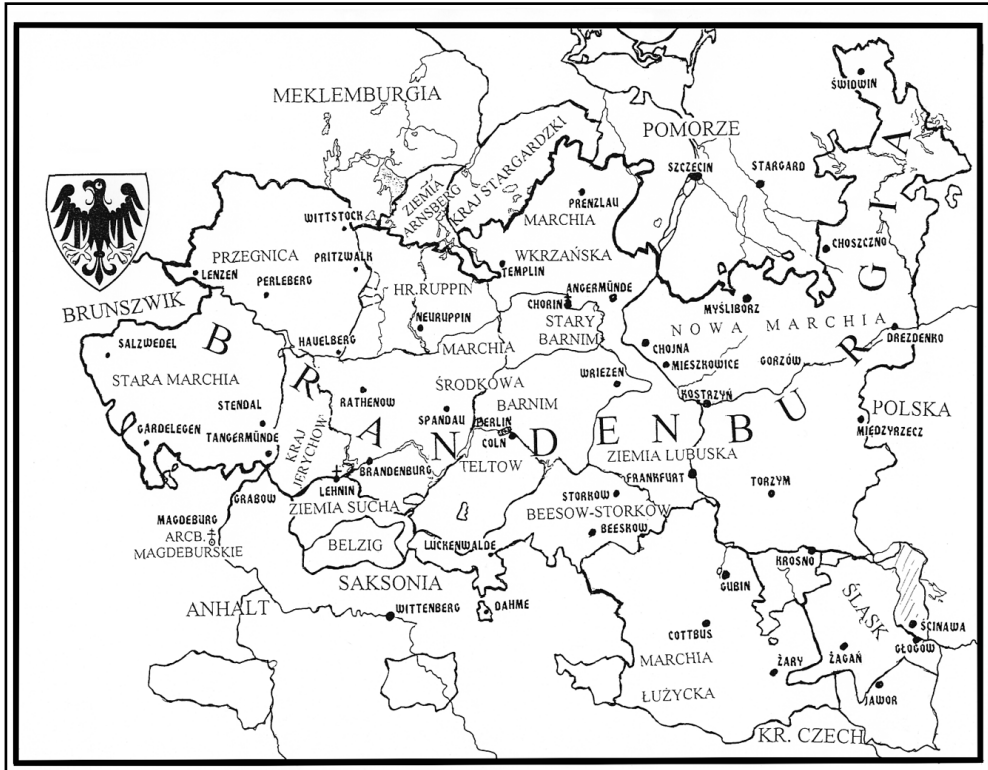 ŚWIDWIN
MEKLEMBURGIA
POMORZE
SZCZECIN
STARGARD
KRAJ STARGARDZKI
ZIEMIA
ARNSBERG
PRENZLAU
MARCHIA
WKRZAŃSKA
WITTSTOCK
PRZEGNICA
PRITZWALK
LENZEN
PERLEBERG
TEMPLIN
CHOSZCZNO
BRUNSZWIK
HR.RUPPIN
NEURUPPIN
ANGERMÜNDE
CHORIN
STARY
BARNIM
MYŚLIBÓRZ
NOWA MARCHIA
DREZDENKO
CHOJNA
MIESZKOWICE
GORZÓW
SALZWEDEL
HAUELBERG
MARCHIA
ŚRODKOWA
STARA MARCHIA
RATHENOW
WRIEZEN
KOSTRZYŃ
BARNIM
STENDAL
SPANDAU
BERLIN
COLN
POLSKA
MIĘDZYRZECZ
BRANDENBURGIA
GARDELEGEN
TANGERMÜNDE
KRAJ
JERYCHOW
BRANDENBURG
TELTOW
ZIEMIA LUBUSKA
FRANKFURT
TORZYM
GRABOW
LEHNIN
ZIEMIA SUCHA
STORKOW
BEESOW-STORKOW
BEESKOW
MAGDEBURG
ARCB.
MAGDEBURSKIE
BELZIG
LUCKENWALDE
KROSNO
SAKSONIA
GUBIN
ŚLĄSK
ANHALT
WITTENBERG
DAHME
COTTBUS
ŚCINAWA
GŁOGÓW
MARCHIA
ŁUŻYCKA
ŻARY
ŻAGAŃ
JAWOR
KR. CZECH